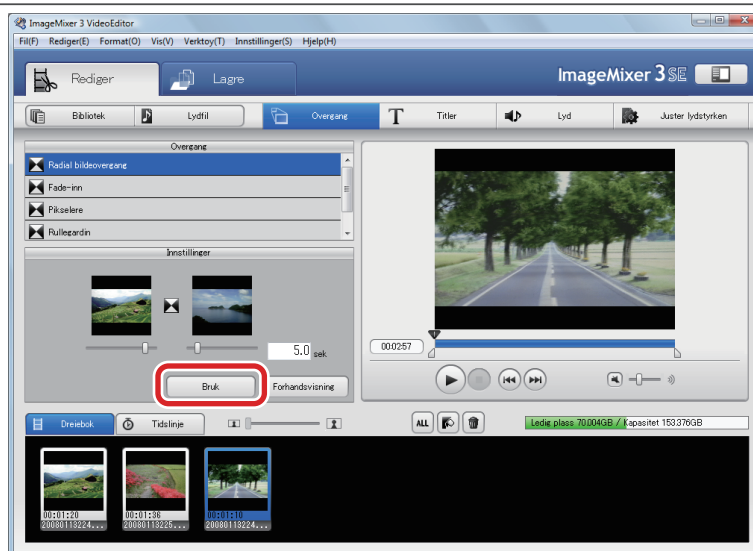 ImageMixer 3 VideoEditor
Fil(F) Rediger(E) Format(O) Vis(V) Verktoy(T) Innstillinger(S) Hjelp(H)
Rediger Lagre ImageMixer 3 SE
Bibliotek Lydfil Overgang T Titler Lyd Juster lydstyrken
Overgang
Radial bildeovergang
Fade-inn
Pikselere
Rullegardin
Innstillinger
5.0 sek
00:02:57
Bruk Forhandsvisning
Dreiebok Tidslinje ALL Ledig plass 70.004GB / Kapasitet 153.376GB
00:01:20 00:01:36 00:01:10
20080113224... 20080113225... 20080113224...